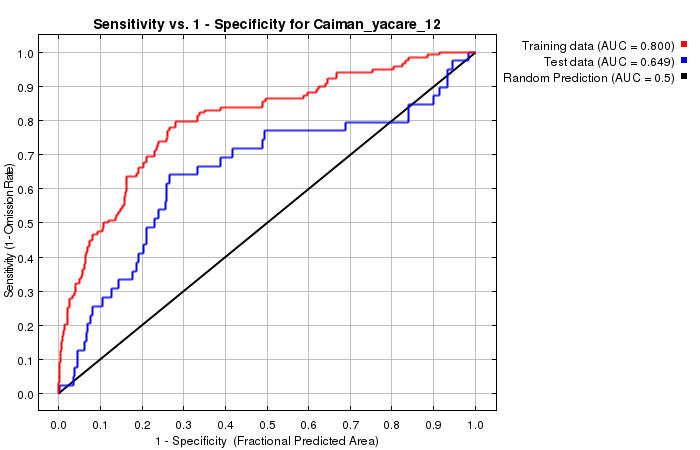 Sensitivity vs. 1 - Specificity for Caiman_yacare_12
Training data (AUC = 0.800)
Test data (AUC = 0.649)
Random Prediction (AUC = 0.5)
Sensitivity (1 - Omission Rate)
1.0
0.9
0.8
0.7
0.6
0.5
0.4
0.3
0.2
0.1
0.0
0.0 0.1 0.2 0.3 0.4 0.5 0.6 0.7 0.8 0.9 1.0
1 - Specificity (Fractional Predicted Area)